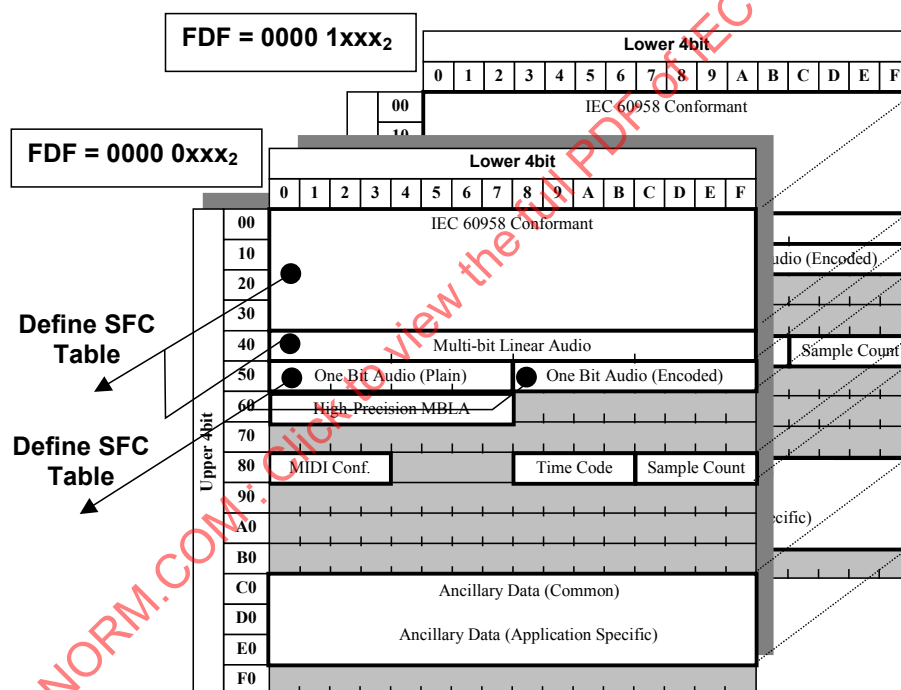 FDF = 0000 1xxx2
Lower 4bit
0 1 2 3 4 5 6 7 8 9 A B C D E F
00 IEC 60958 Conformant
10
FDF = 0000 0xxx2
Lower 4bit
0 1 2 3 4 5 6 7 8 9 A B C D E F
Upper 4bit
00 IEC 60958 Conformant
10
udio (Encoded)
20
30
Define SFC Table
40 Multi-bit Linear Audio
Sample Count
50 One Bit Audio (Plain) One Bit Audio (Encoded)
60 High-Precision MBLA
70
Define SFC Table
80 MIDI Conf. Time Code Sample Count
90
A0
ecific)
B0
C0 Ancillary Data (Common)
D0
Ancillary Data (Application Specific)
E0
F0
NORM.COM : Click to view the full PDF of IEC